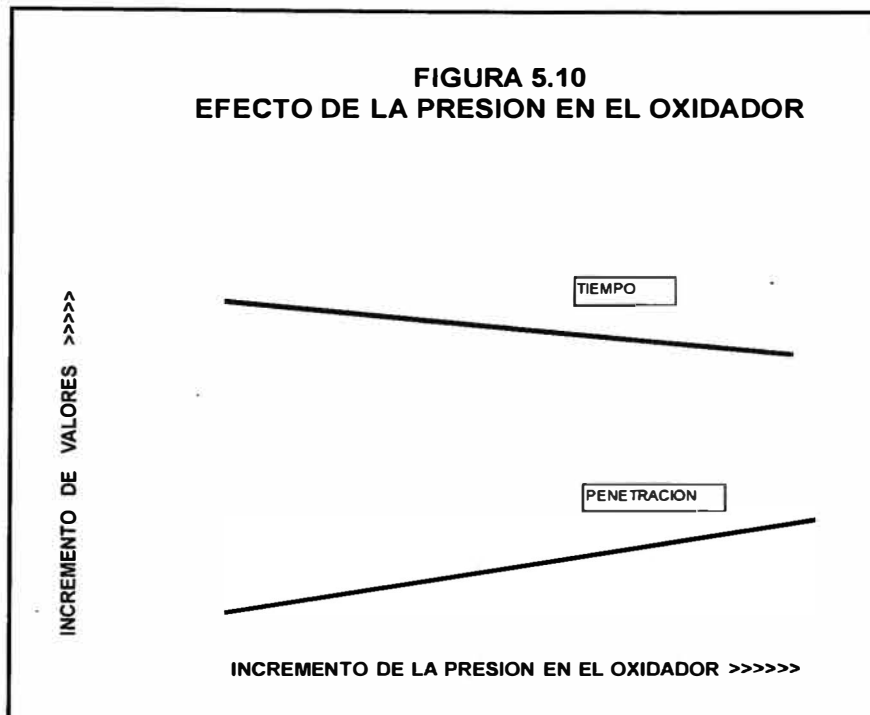 FIGURA 5.10
EFECTO DE LA PRESION EN EL OXIDADOR
TIEMPO
INCREMENTO DE VALORES >>>>>
PENETRACION
INCREMENTO DE LA PRESION EN EL OXIDADOR >>>>>>